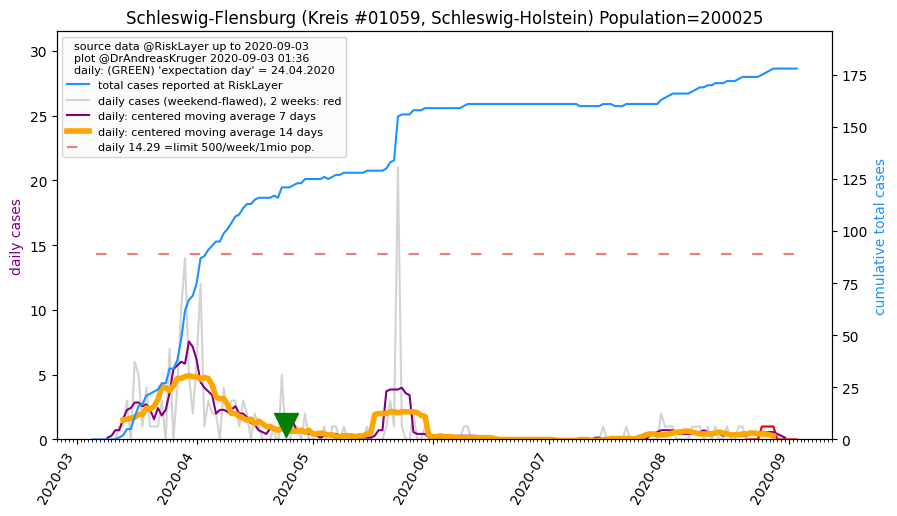 Schleswig-Flensburg (Kreis #01059, Schleswig-Holstein) Population=200025
source data @RiskLayer up to 2020-09-03
plot @DrAndreasKruger 2020-09-03 01:36
daily: (GREEN) 'expectation day' = 24.04.2020
total cases reported at RiskLayer
daily cases (weekend-flawed), 2 weeks: red
daily: centered moving average 7 days
daily: centered moving average 14 days
daily 14.29 =limit 500/week/1mio pop.
daily cases
30
25
20
15
10
5
0
cumulative total cases
175
150
125
100
75
50
25
0
2020-03
2020-04
2020-05
2020-06
2020-07
2020-08
2020-09